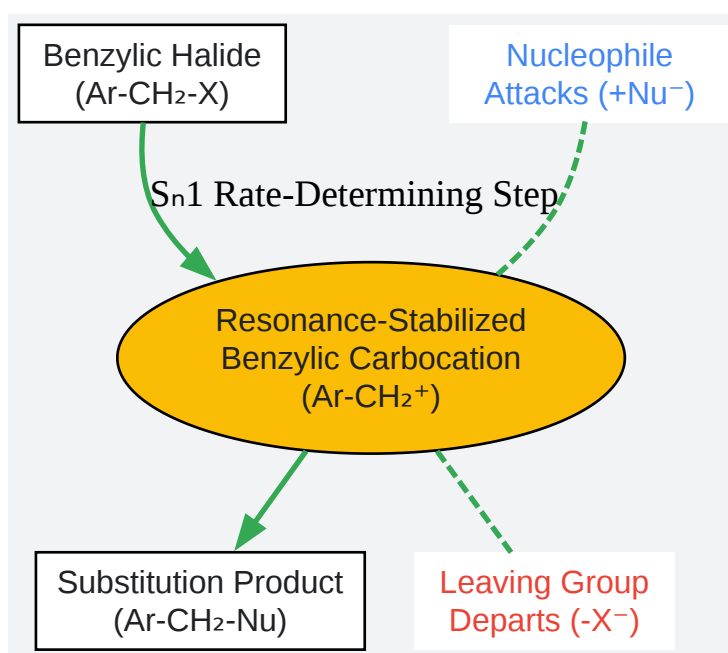 Benzylic Halide
(Ar-CH₂-X)
Nucleophile
Attacks (+Nu⁻)
Sₙ1 Rate-Determining Step
Resonance-Stabilized
Benzylic Carbocation
(Ar-CH₂⁺)
Substitution Product
(Ar-CH₂-Nu)
Leaving Group
Departs (-X⁻)